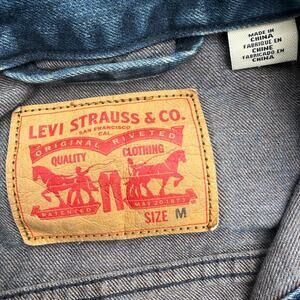 MADE IN
CHINA
FABRIQUE EN
CHINE
FABRICADO EN
CHINA
LEVI STRAUSS & CO.
SAN FRANCISCO
CAL.
ORIGINAL RIVETED
QUALITY CLOTHING
PATENTED MAY 20 1873
SIZE M